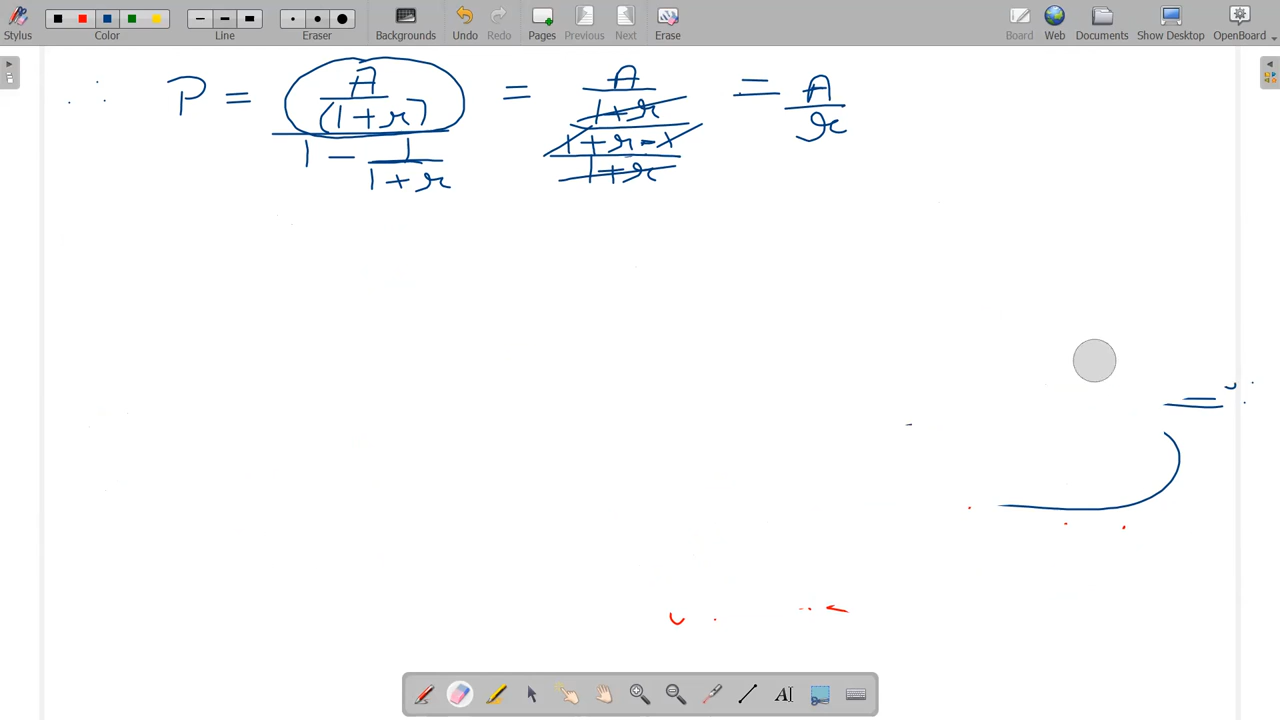 Stylus Color Line Eraser Backgrounds Undo Redo Pages Previous Next Erase Board Web Documents Show Desktop OpenBoard
∴ P = (A/(1+r))/(1 - 1/(1+r)) = (A/(1+r))/((1+r-1)/(1+r)) = A/r
AI